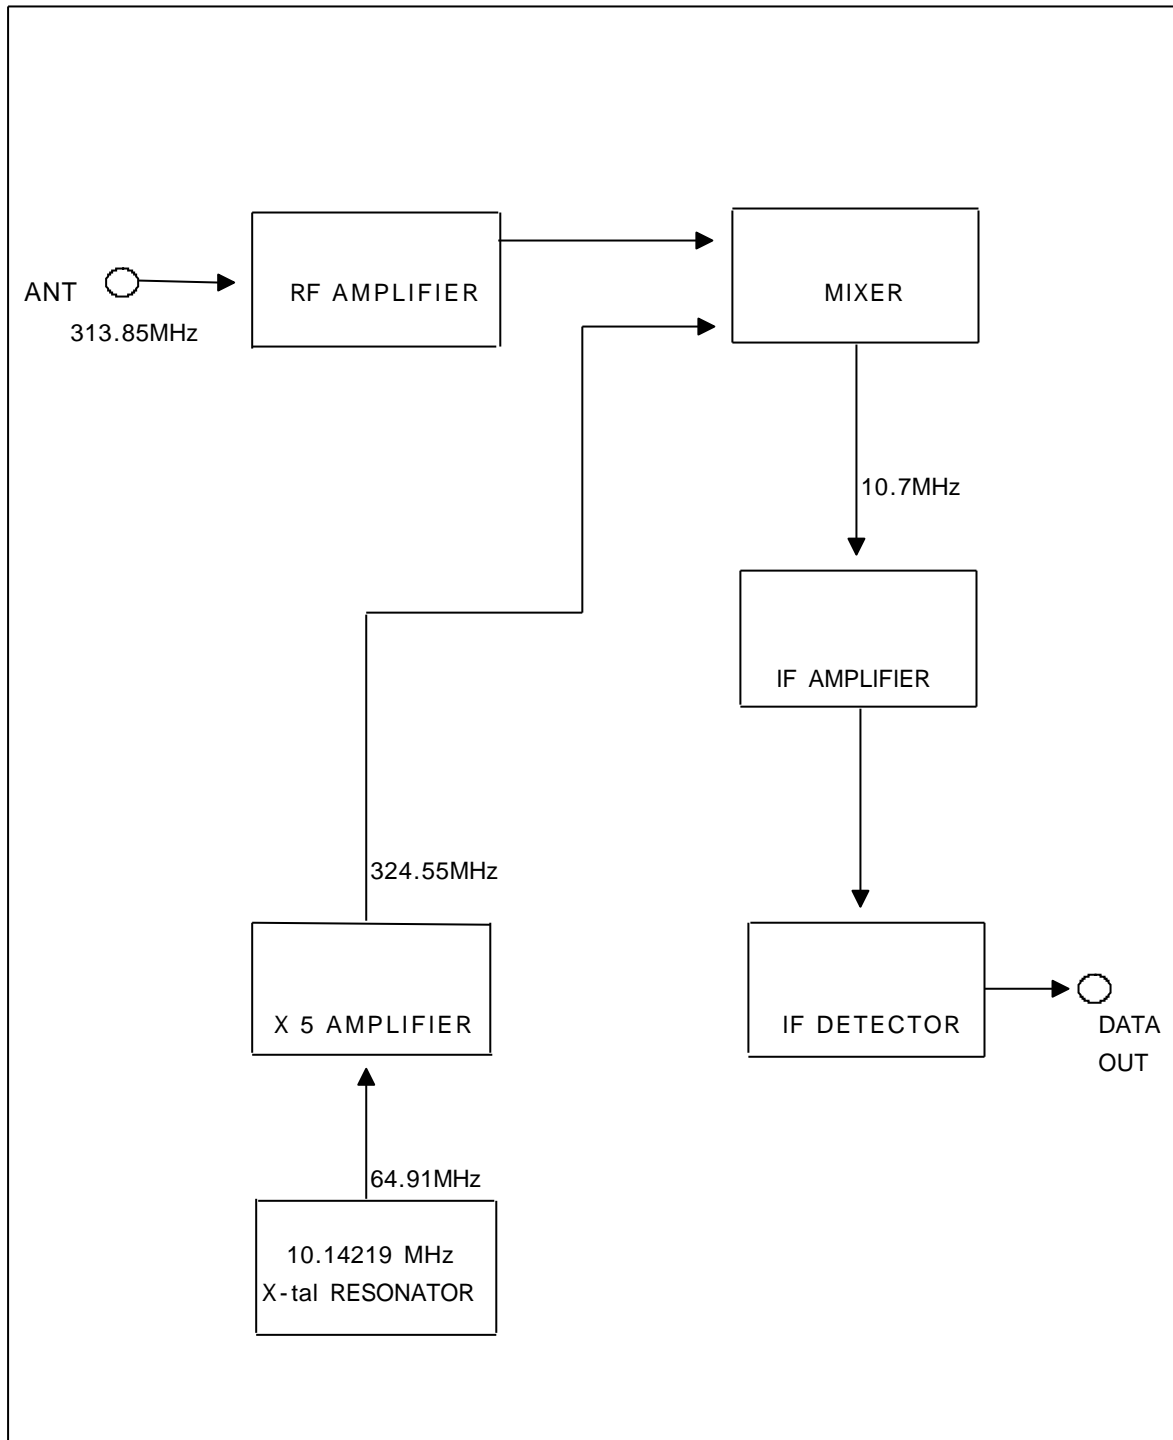 ANT
313.85MHz
RF AMPLIFIER
MIXER
10.7MHz
IF AMPLIFIER
324.55MHz
X 5 AMPLIFIER
IF DETECTOR
DATA
OUT
64.91MHz
10.14219 MHz
X-tal RESONATOR